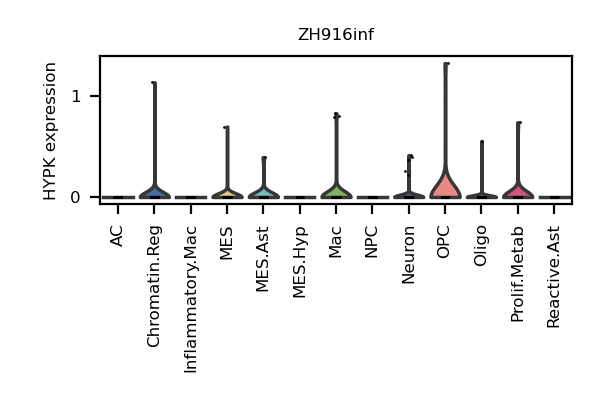 ZH916inf
HYPK expression
1
0
AC
Chromatin.Reg
Inflammatory.Mac
MES
MES.Ast
MES.Hyp
Mac
NPC
Neuron
OPC
Oligo
Prolif.Metab
Reactive.Ast